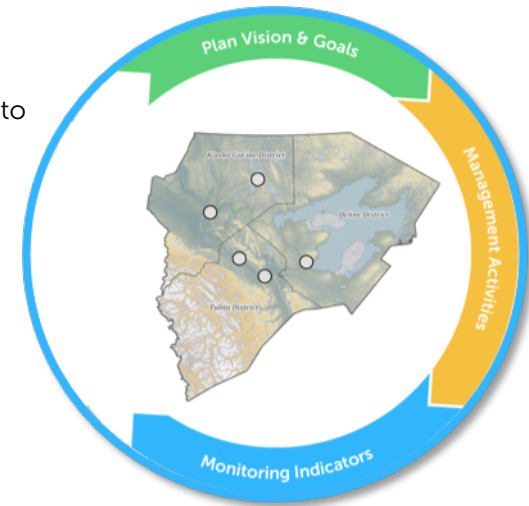 Plan Vision & Goals
to
K'asho Got'ine District
Management Activities
Deline District
Tulita District
Monitoring Indicators